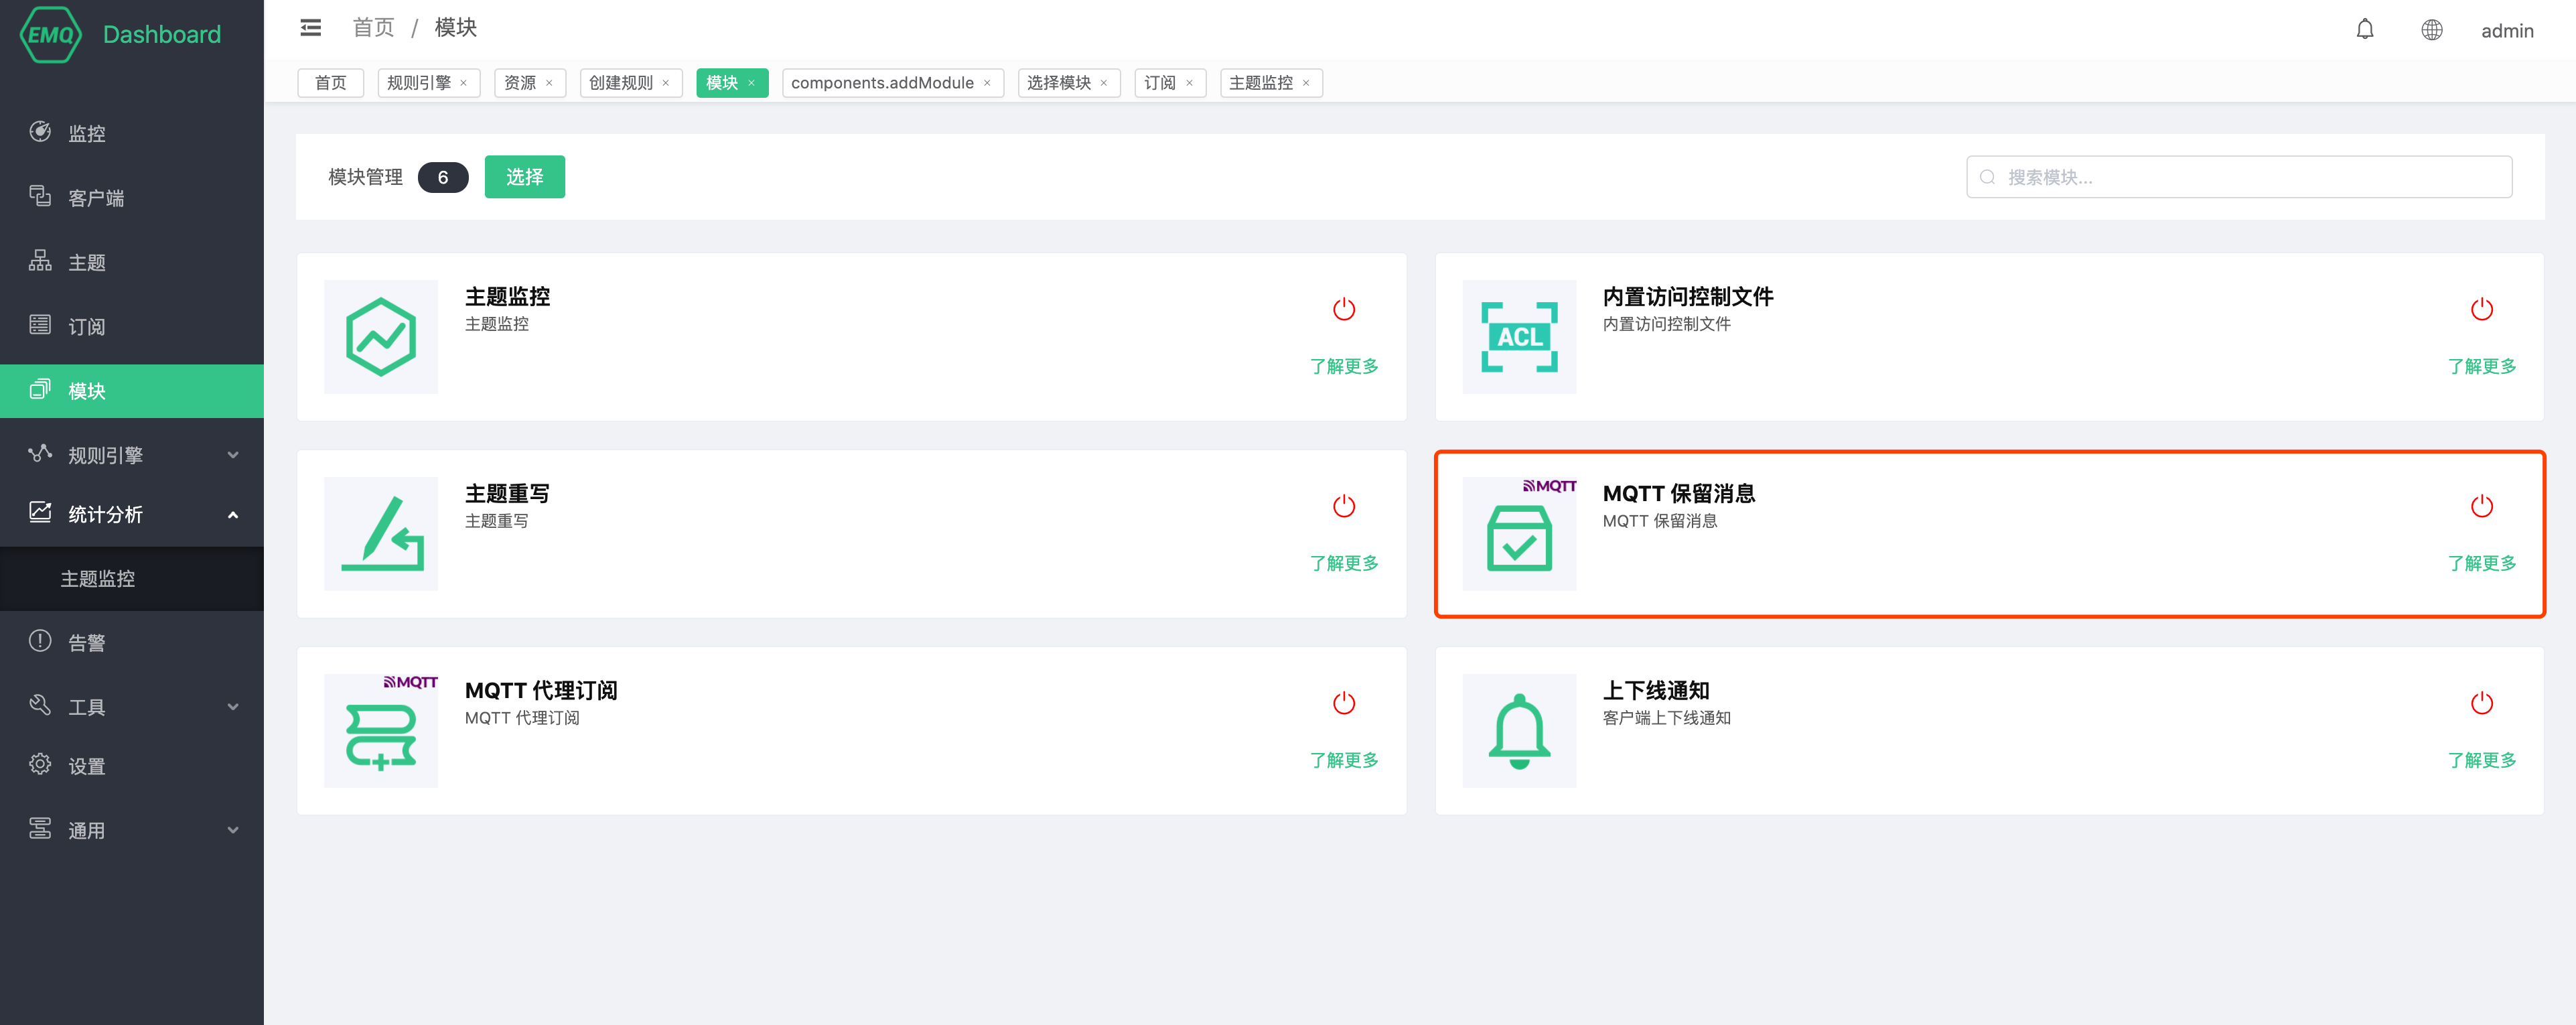 EMQ Dashboard
首页 / 模块
admin
首页
规则引擎 ×
资源 ×
创建规则 ×
模块 ×
components.addModule ×
选择模块 ×
订阅 ×
主题监控 ×
监控
客户端
主题
订阅
模块
规则引擎
统计分析
主题监控
告警
工具
设置
通用
模块管理 6 选择
搜索模块...
主题监控
主题监控
了解更多
ACL
内置访问控制文件
内置访问控制文件
了解更多
主题重写
主题重写
了解更多
MQTT
MQTT 保留消息
MQTT 保留消息
了解更多
MQTT
MQTT 代理订阅
MQTT 代理订阅
了解更多
上下线通知
客户端上下线通知
了解更多